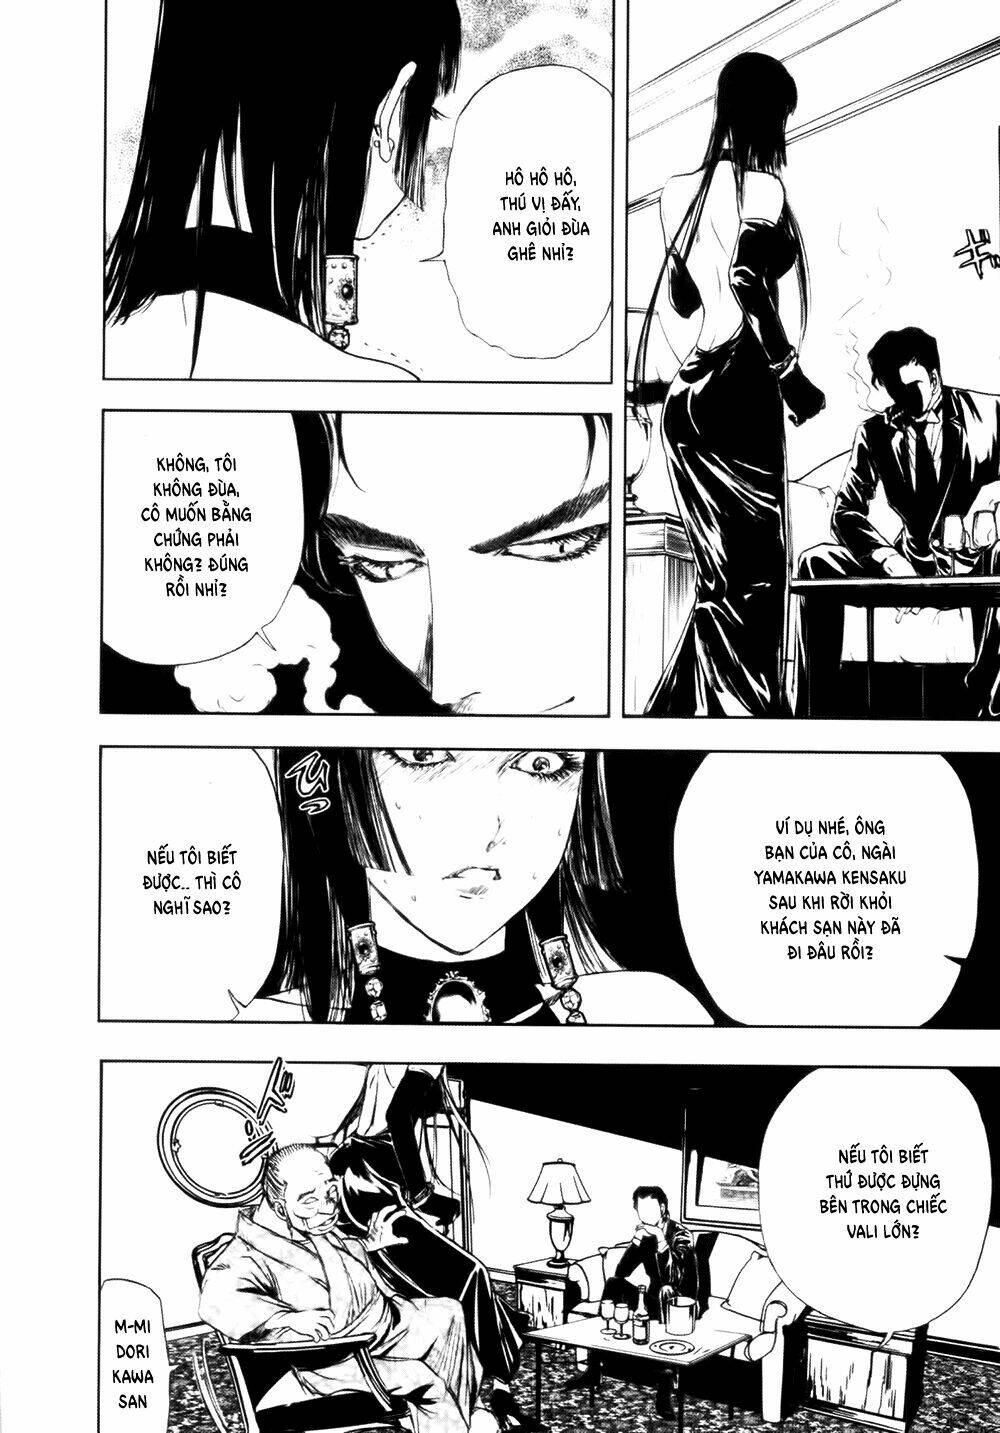 HÔ HÔ HÔ,
THÚ VỊ ĐẤY,
ANH GIỎI ĐÙA
GHÊ NHỈ?
KHÔNG, TÔI
KHÔNG ĐÙA,
CÔ MUỐN BẰNG
CHỨNG PHẢI
KHÔNG? ĐÚNG
RỒI NHỈ?
VÍ DỤ NHÉ, ÔNG
BẠN CỦA CÔ, NGÀI
YAMAKAWA KENSAKU
SAU KHI RỜI KHỎI
KHÁCH SẠN NÀY ĐÃ
ĐI ĐÂU RỒI?
NẾU TÔI BIẾT
ĐƯỢC.. THÌ CÔ
NGHĨ SAO?
NẾU TÔI BIẾT
THỨ ĐƯỢC ĐỰNG
BÊN TRONG CHIẾC
VALI LỚN?
M-MI
DORI
KAWA
SAN